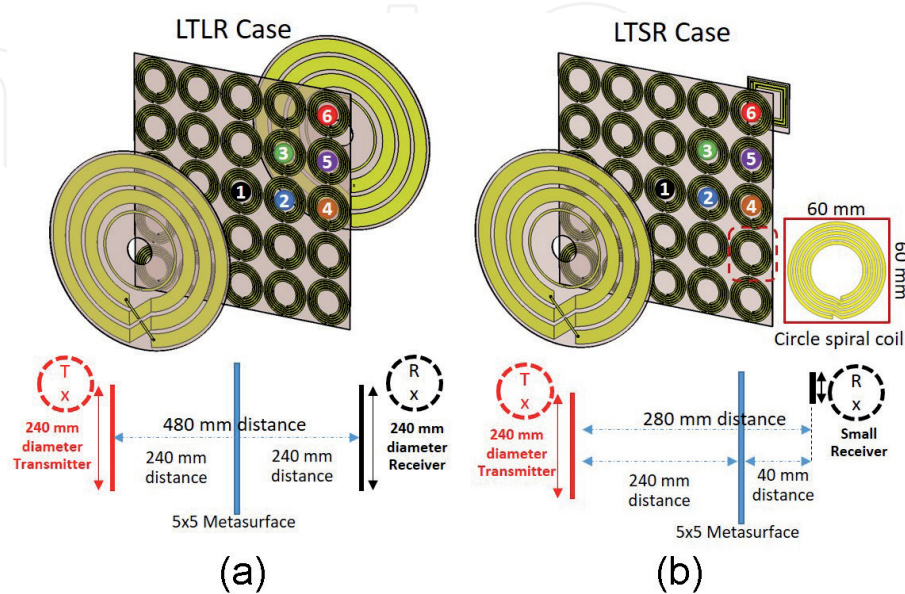 LTLR Case
6
3
5
1
2
4
T
x
240 mm
diameter
Transmitter
480 mm distance
240 mm
distance
240 mm
distance
R
x
240 mm
diameter
Receiver
5x5 Metasurface
(a)
LTSR Case
6
3
5
1
2
4
60 mm
60 mm
Circle spiral coil
T
x
240 mm
diameter
Transmitter
280 mm distance
240 mm
distance
40 mm
distance
R
x
Small
Receiver
5x5 Metasurface
(b)